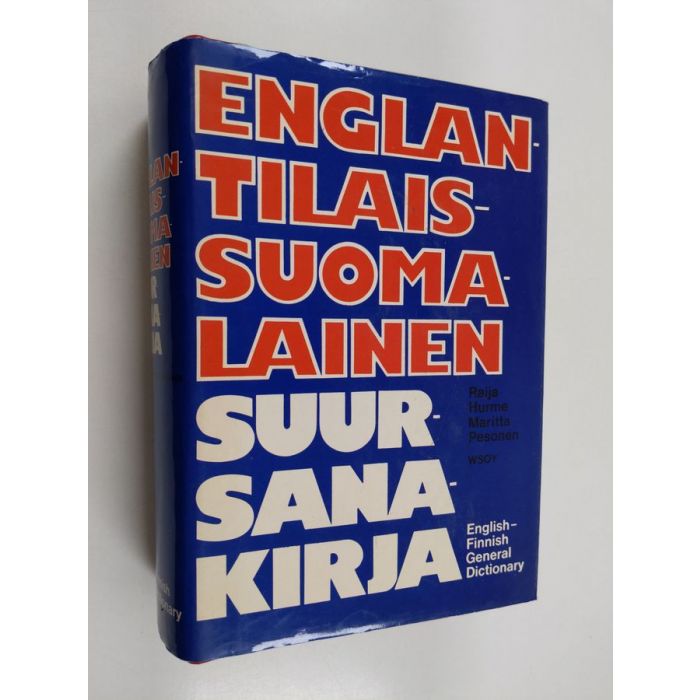 ENGLAN-
TILAIS-
SUOMA-
LAINEN
SUUR-
SANA-
KIRJA
Raija
Hurme
Maritta
Pesonen
WSOY
English–
Finnish
General
Dictionary